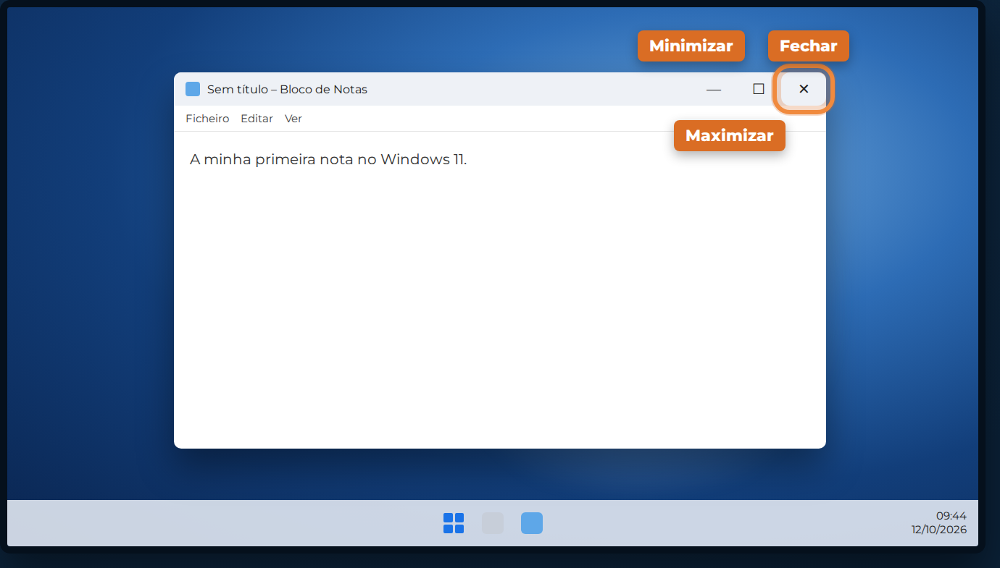 Minimizar
Fechar
Sem título – Bloco de Notas
Ficheiro Editar Ver
Maximizar
A minha primeira nota no Windows 11.
09:44
12/10/2026